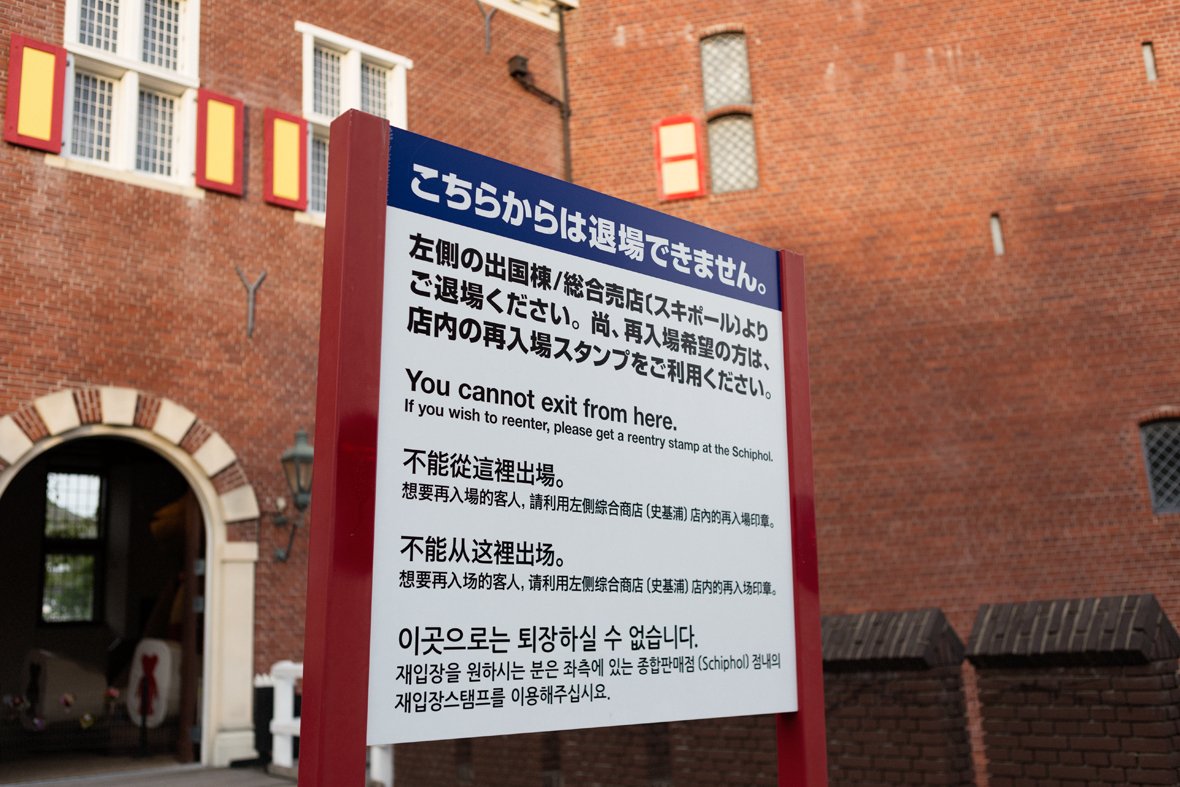 こちらからは退場できません。
左側の出国棟/総合売店(スキポール)より
ご退場ください。尚、再入場希望の方は、
店内の再入場スタンプをご利用ください。
You cannot exit from here.
If you wish to reenter, please get a reentry stamp at the Schiphol.
不能從這裡出場。
想要再入場的客人, 請利用左側綜合商店 (史基浦) 店內的再入場印章。
不能从这裡出场。
想要再入场的客人, 请利用左侧综合商店 (史基浦) 店内的再入场印章。
이곳으로는 퇴장하실 수 없습니다.
재입장을 원하시는 분은 좌측에 있는 종합판매점 (Schiphol) 점내의
재입장스탬프를 이용해주십시요.